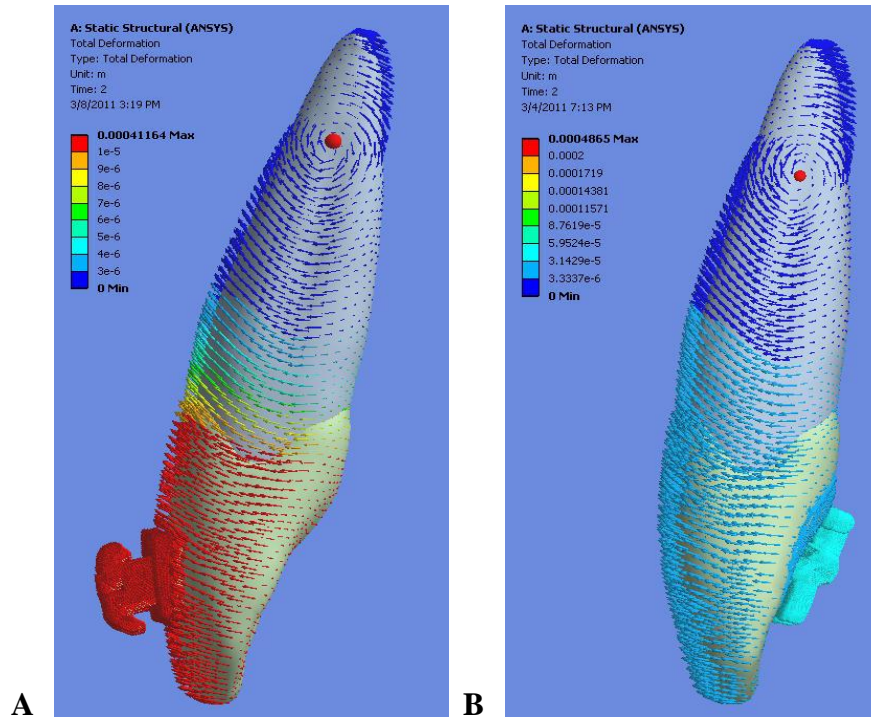 A: Static Structural (ANSYS)
Total Deformation
Type: Total Deformation
Unit: m
Time: 2
3/8/2011 3:19 PM
0.00041164 Max
1e-5
9e-6
8e-6
7e-6
6e-6
5e-6
4e-6
3e-6
0 Min
A
A: Static Structural (ANSYS)
Total Deformation
Type: Total Deformation
Unit: m
Time: 2
3/4/2011 7:13 PM
0.0004865 Max
0.0002
0.0001719
0.00014381
0.00011571
8.7619e-5
5.9524e-5
3.1429e-5
3.3337e-6
0 Min
B